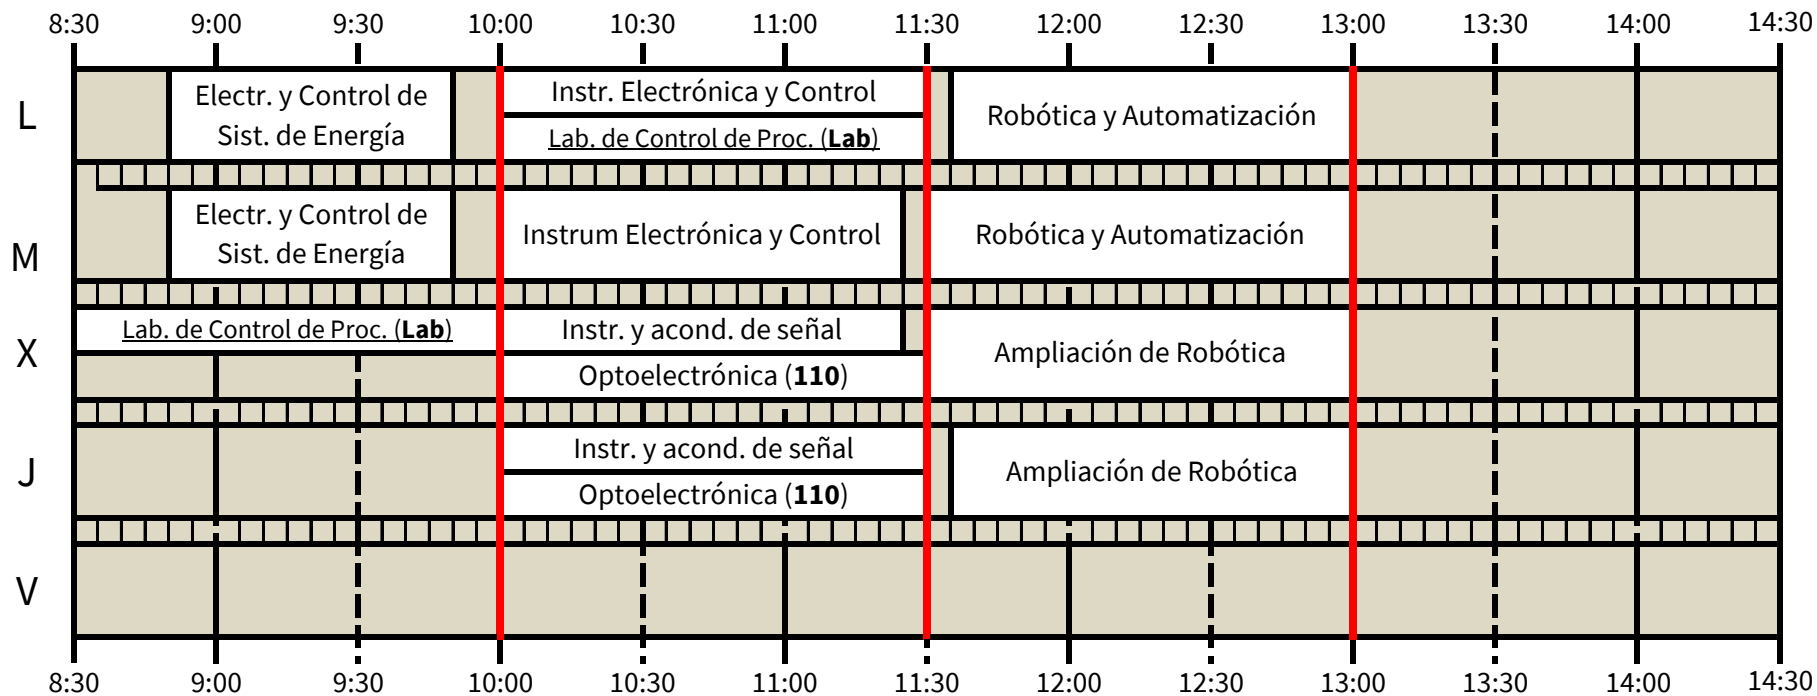 8:30 9:00 9:30 10:00 10:30 11:00 11:30 12:00 12:30 13:00 13:30 14:00 14:30
L
Electr. y Control de
Sist. de Energía
Instr. Electrónica y Control
Lab. de Control de Proc. (Lab)
Robótica y Automatización
M
Electr. y Control de
Sist. de Energía
Instrum Electrónica y Control
Robótica y Automatización
X
Lab. de Control de Proc. (Lab)
Instr. y acond. de señal
Optoelectrónica (110)
Ampliación de Robótica
J
Instr. y acond. de señal
Optoelectrónica (110)
Ampliación de Robótica
V
8:30 9:00 9:30 10:00 10:30 11:00 11:30 12:00 12:30 13:00 13:30 14:00 14:30